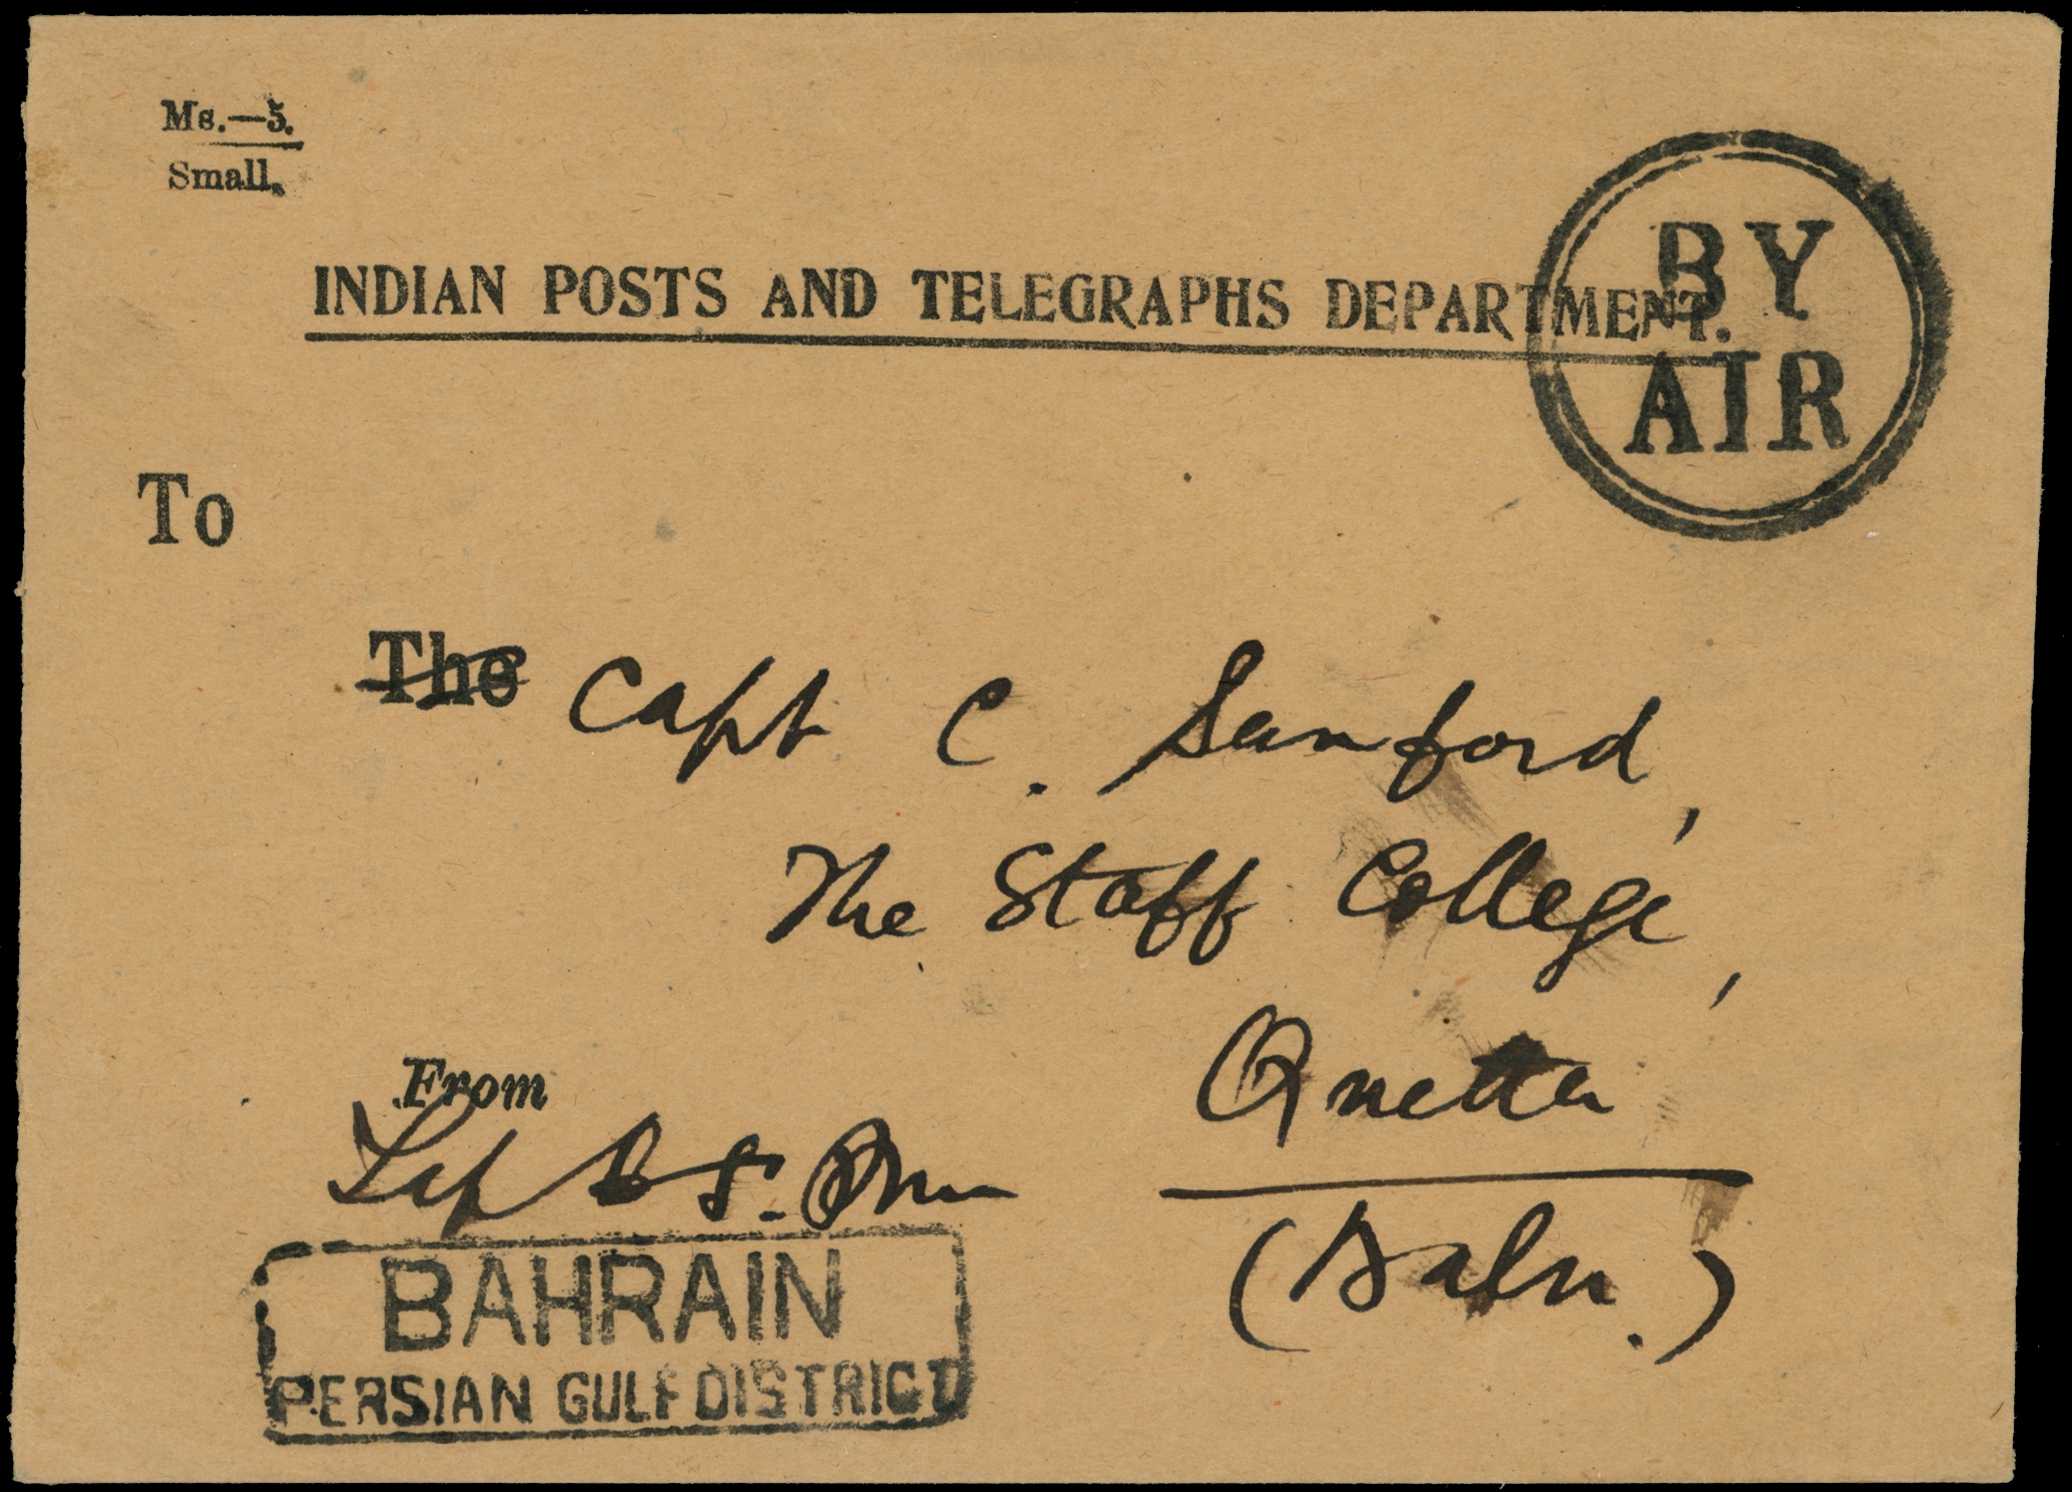 Ms.—5.
Small.
INDIAN POSTS AND TELEGRAPHS DEPARTMENT.
BY
AIR
To
The Capt C. Sanford,
The Staff College,
Quetta
(Baln.)
From
BAHRAIN
PERSIAN GULF DISTRICT